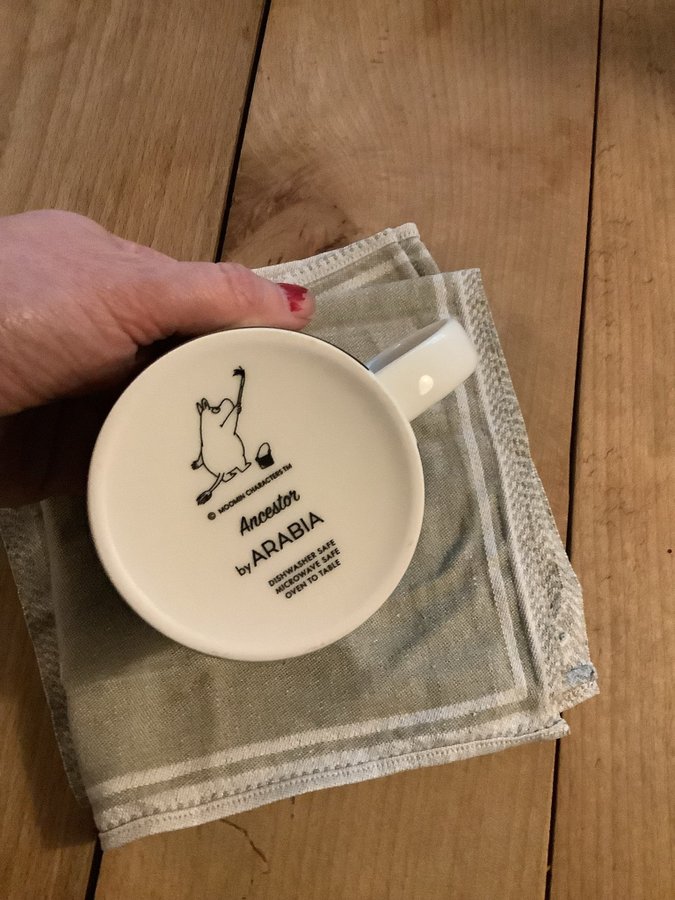 © MOOMIN CHARACTERS TM
Ancestor
by ARABIA
DISHWASHER SAFE
MICROWAVE SAFE
OVEN TO TABLE